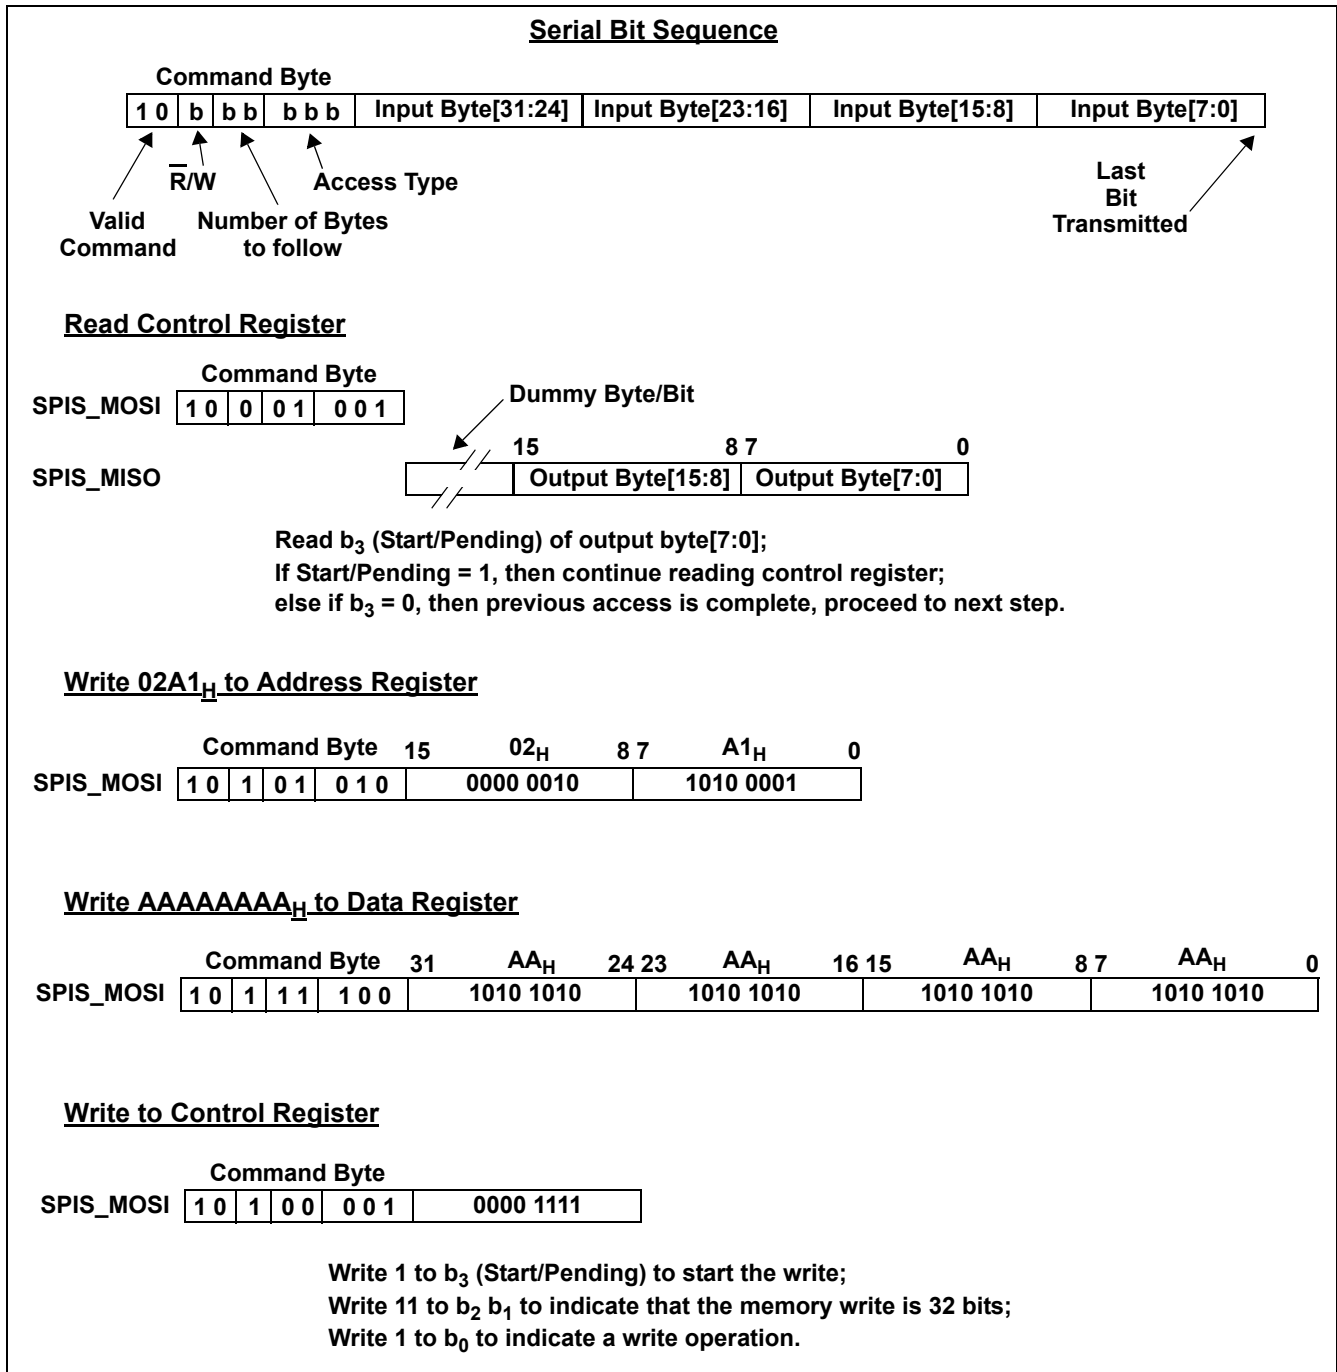 Serial Bit Sequence
Command Byte
1 0 b b b b b b Input Byte[31:24] Input Byte[23:16] Input Byte[15:8] Input Byte[7:0]
R̅/W Access Type Last
Bit
Valid Number of Bytes Transmitted
Command to follow
Read Control Register
Command Byte
SPIS_MOSI 1 0 0 0 1 0 0 1 Dummy Byte/Bit
15 8 7 0
SPIS_MISO Output Byte[15:8] Output Byte[7:0]
Read b₃ (Start/Pending) of output byte[7:0];
If Start/Pending = 1, then continue reading control register;
else if b₃ = 0, then previous access is complete, proceed to next step.
Write 02A1H to Address Register
Command Byte 15 02H 8 7 A1H 0
SPIS_MOSI 1 0 1 0 1 0 1 0 0000 0010 1010 0001
Write AAAAAAAAH to Data Register
Command Byte 31 AAH 24 23 AAH 16 15 AAH 8 7 AAH 0
SPIS_MOSI 1 0 1 1 1 1 0 0 1010 1010 1010 1010 1010 1010 1010 1010
Write to Control Register
Command Byte
SPIS_MOSI 1 0 1 0 0 0 0 1 0000 1111
Write 1 to b₃ (Start/Pending) to start the write;
Write 11 to b₂ b₁ to indicate that the memory write is 32 bits;
Write 1 to b₀ to indicate a write operation.